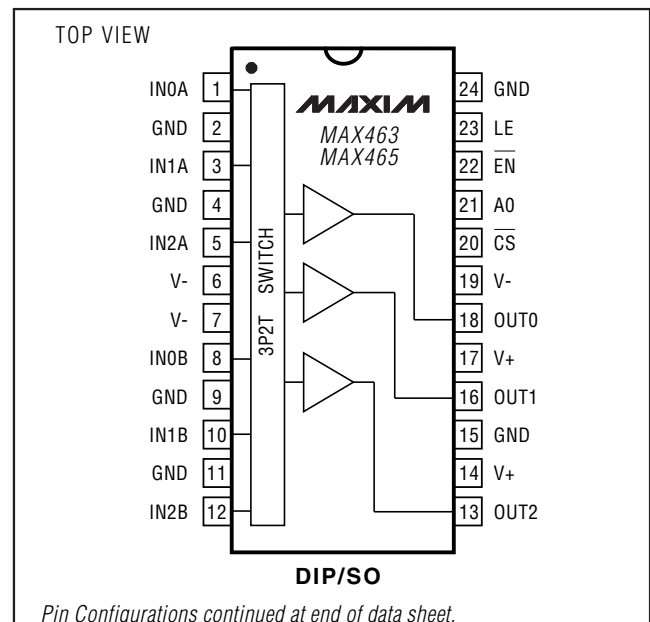 TOP VIEW
MAXIM
MAX463
MAX465
3P2T SWITCH
IN0A 1
GND 2
IN1A 3
GND 4
IN2A 5
V- 6
V- 7
IN0B 8
GND 9
IN1B 10
GND 11
IN2B 12
24 GND
23 LE
22 E̅N̅
21 A0
20 C̅S̅
19 V-
18 OUT0
17 V+
16 OUT1
15 GND
14 V+
13 OUT2
DIP/SO
Pin Configurations continued at end of data sheet.